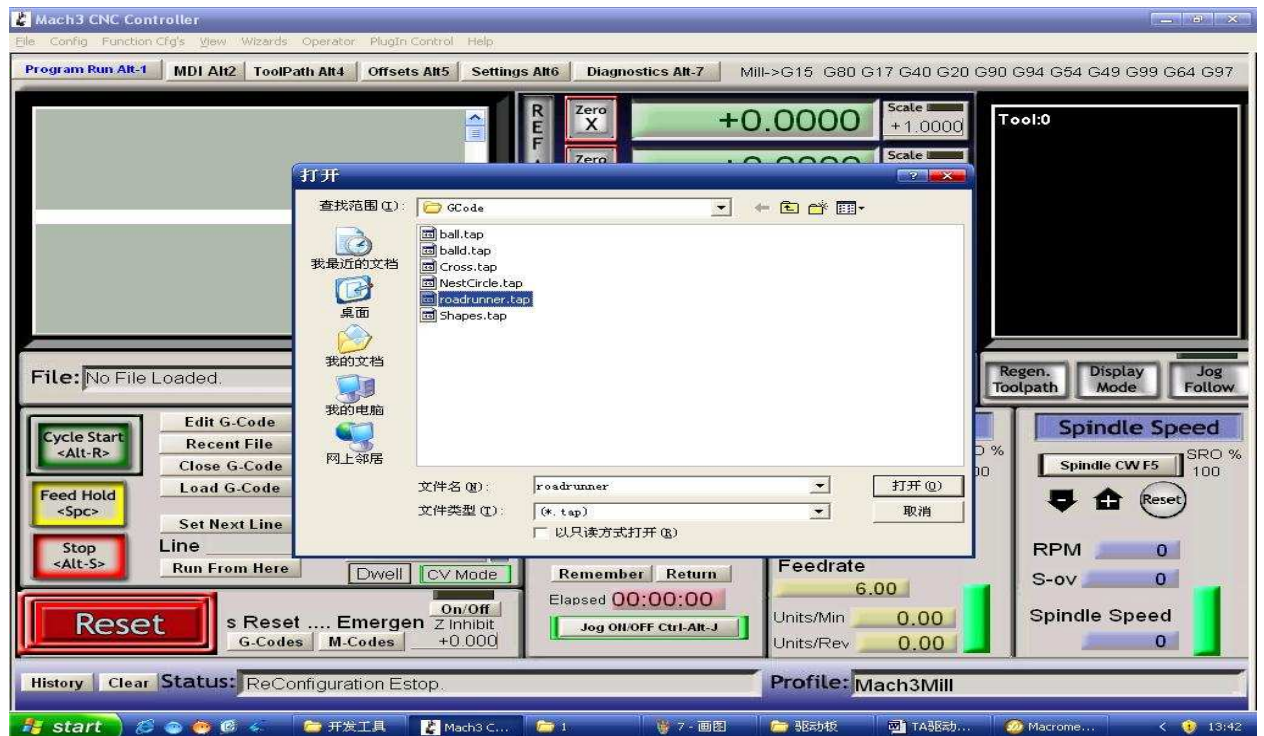 Mach3 CNC Controller
File Config Function Cfg's View Wizards Operator PlugIn Control Help
Program Run Alt-1 MDI Alt2 ToolPath Alt4 Offsets Alt5 Settings Alt6 Diagnostics Alt-7 Mill->G15 G80 G17 G40 G20 G90 G94 G54 G49 G99 G64 G97
R
E
F
Zero
X
+0.0000
Scale
+1.0000
Tool:0
Zero
Scale
打开
查找范围(I): GCode
我最近的文档
桌面
我的文档
我的电脑
网上邻居
ball.tap
balld.tap
Cross.tap
NestCircle.tap
roadrunner.tap
Shapes.tap
文件名(N): roadrunner 打开(O)
文件类型(T): (*.tap) 取消
以只读方式打开(R)
File: No File Loaded.
Regen.
Toolpath
Display
Mode
Jog
Follow
Cycle Start
<Alt-R>
Feed Hold
<Spc>
Stop
<Alt-S>
Edit G-Code
Recent File
Close G-Code
Load G-Code
Set Next Line
Line
Run From Here
Dwell CV Mode
Reset
s Reset .... Emergen
G-Codes M-Codes
On/Off
Z Inhibit
+0.000
Remember Return
Elapsed 00:00:00
Jog ON/OFF Ctrl-Alt-J
Feedrate
6.00
Units/Min 0.00
Units/Rev 0.00
Spindle Speed
Spindle CW F5
SRO %
100
Reset
RPM 0
S-ov 0
Spindle Speed
0
History Clear Status: ReConfiguration Estop. Profile: Mach3Mill
start 开发工具 Mach3 C... 1 7 - 画图 驱动板 TA驱动... Macrome... 13:42